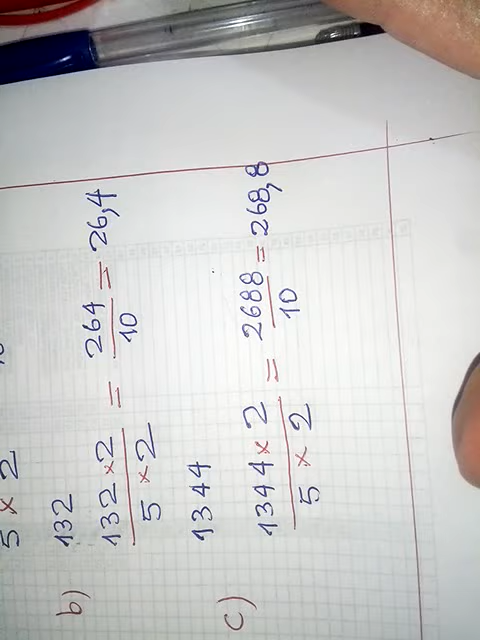 5 × 2
b) 132
132 × 2 / 5 × 2 = 264 / 10 = 26,4
1344
c) 1344 × 2 / 5 × 2 = 2688 / 10 = 268,8